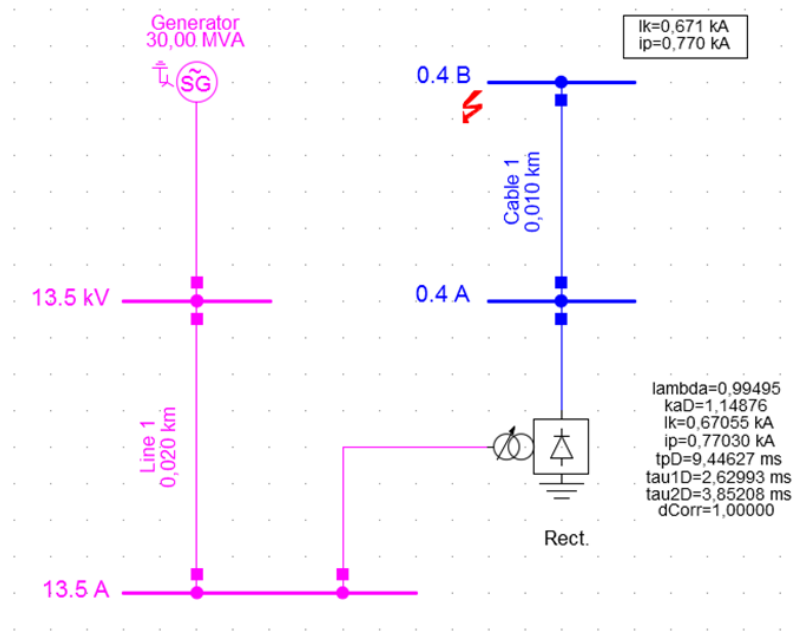 Generator
30,00 MVA
SG
Ik=0,671 kA
ip=0,770 kA
0.4 B
Cable 1
0,010 km
13.5 kV
0.4 A
Line 1
0,020 km
lambda=0,99495
kaD=1,14876
Ik=0,67055 kA
ip=0,77030 kA
tpD=9,44627 ms
tau1D=2,62993 ms
tau2D=3,85208 ms
dCorr=1,00000
Rect.
13.5 A